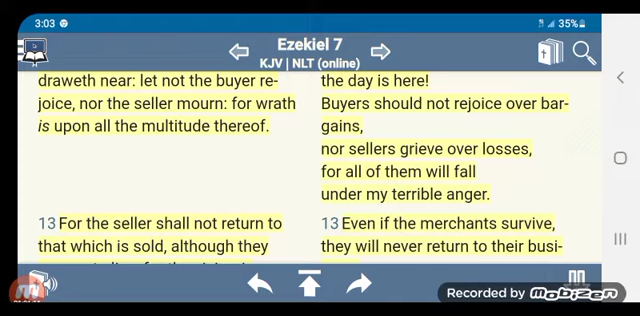 3:03
35%
Ezekiel 7
KJV | NLT (online)
draweth near: let not the buyer re-
joice, nor the seller mourn: for wrath
is upon all the multitude thereof.
13 For the seller shall not return to
that which is sold, although they
the day is here!
Buyers should not rejoice over bar-
gains,
nor sellers grieve over losses,
for all of them will fall
under my terrible anger.
13 Even if the merchants survive,
they will never return to their busi-
Recorded by MOBIZEN